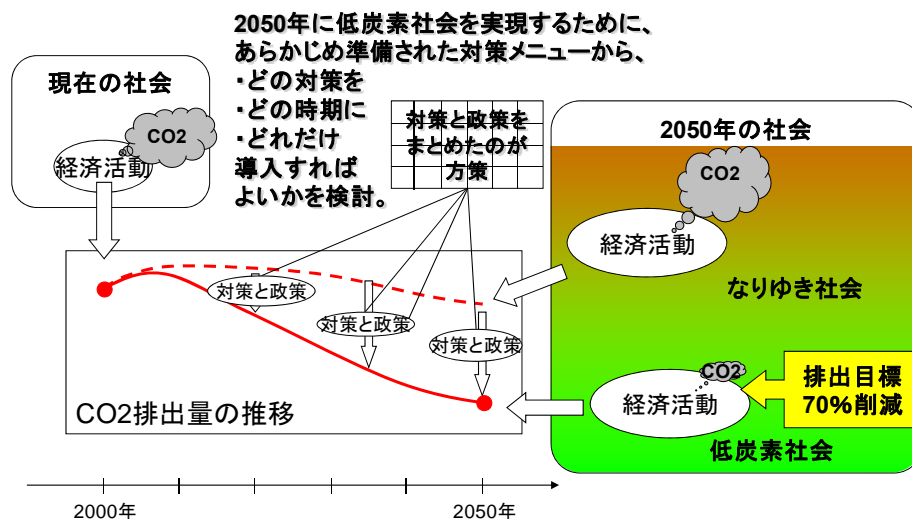 2050年に低炭素社会を実現するために、
あらかじめ準備された対策メニューから、
・どの対策を
・どの時期に
・どれだけ
導入すれば
よいかを検討。
現在の社会
CO2
経済活動
対策と政策を
まとめたのが
方策
2050年の社会
CO2
経済活動
なりゆき社会
対策と政策
対策と政策
対策と政策
CO2
経済活動
排出目標
70%削減
低炭素社会
CO2排出量の推移
2000年
2050年